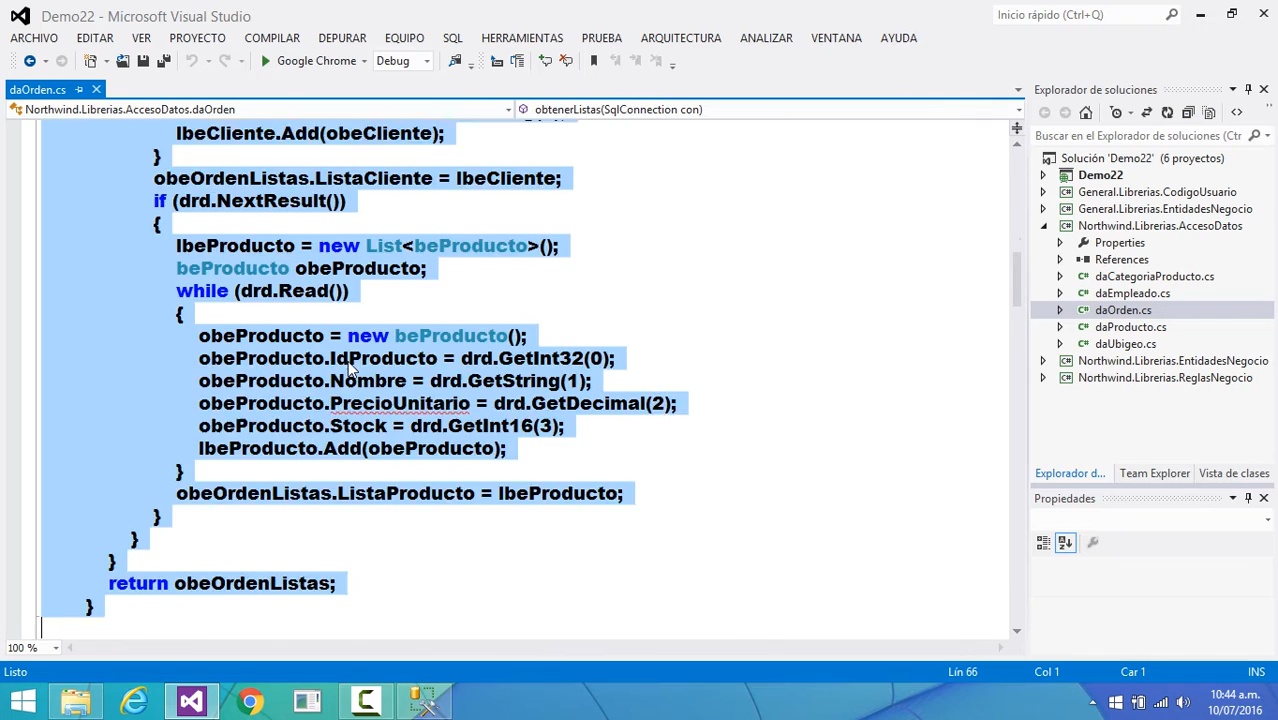 Demo22 - Microsoft Visual Studio
Inicio rápido (Ctrl+Q)
ARCHIVO EDITAR VER PROYECTO COMPILAR DEPURAR EQUIPO SQL HERRAMIENTAS PRUEBA ARQUITECTURA ANALIZAR VENTANA AYUDA
Google Chrome Debug
daOrden.cs
Northwind.Librerias.AccesoDatos.daOrden
obtenerListas(SqlConnection con)
lbeCliente.Add(obeCliente);
}
obeOrdenListas.ListaCliente = lbeCliente;
if (drd.NextResult())
{
lbeProducto = new List<beProducto>();
beProducto obeProducto;
while (drd.Read())
{
obeProducto = new beProducto();
obeProducto.IdProducto = drd.GetInt32(0);
obeProducto.Nombre = drd.GetString(1);
obeProducto.PrecioUnitario = drd.GetDecimal(2);
obeProducto.Stock = drd.GetInt16(3);
lbeProducto.Add(obeProducto);
}
obeOrdenListas.ListaProducto = lbeProducto;
}
}
}
return obeOrdenListas;
}
100 %
Explorador de soluciones
Buscar en el Explorador de soluciones (Ctrl
Solución 'Demo22' (6 proyectos)
Demo22
General.Librerias.CodigoUsuario
General.Librerias.EntidadesNegocio
Northwind.Librerias.AccesoDatos
Properties
References
daCategoriaProducto.cs
daEmpleado.cs
daOrden.cs
daProducto.cs
daUbigeo.cs
Northwind.Librerias.EntidadesNegocio
Northwind.Librerias.ReglasNegocio
Explorador d... Team Explorer Vista de clases
Propiedades
Listo
Lín 66 Col 1 Car 1 INS
10:44 a.m.
10/07/2016